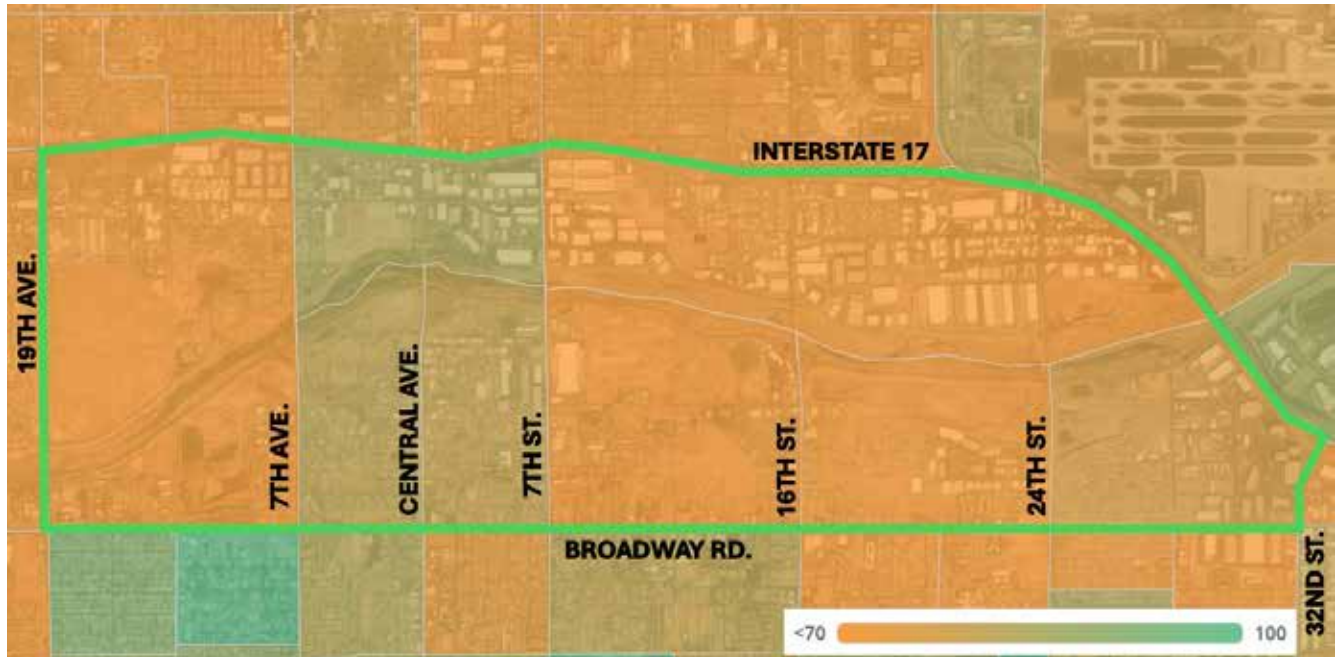 INTERSTATE 17
19TH AVE.
7TH AVE.
CENTRAL AVE.
7TH ST.
16TH ST.
24TH ST.
BROADWAY RD.
32ND ST.
<70
100